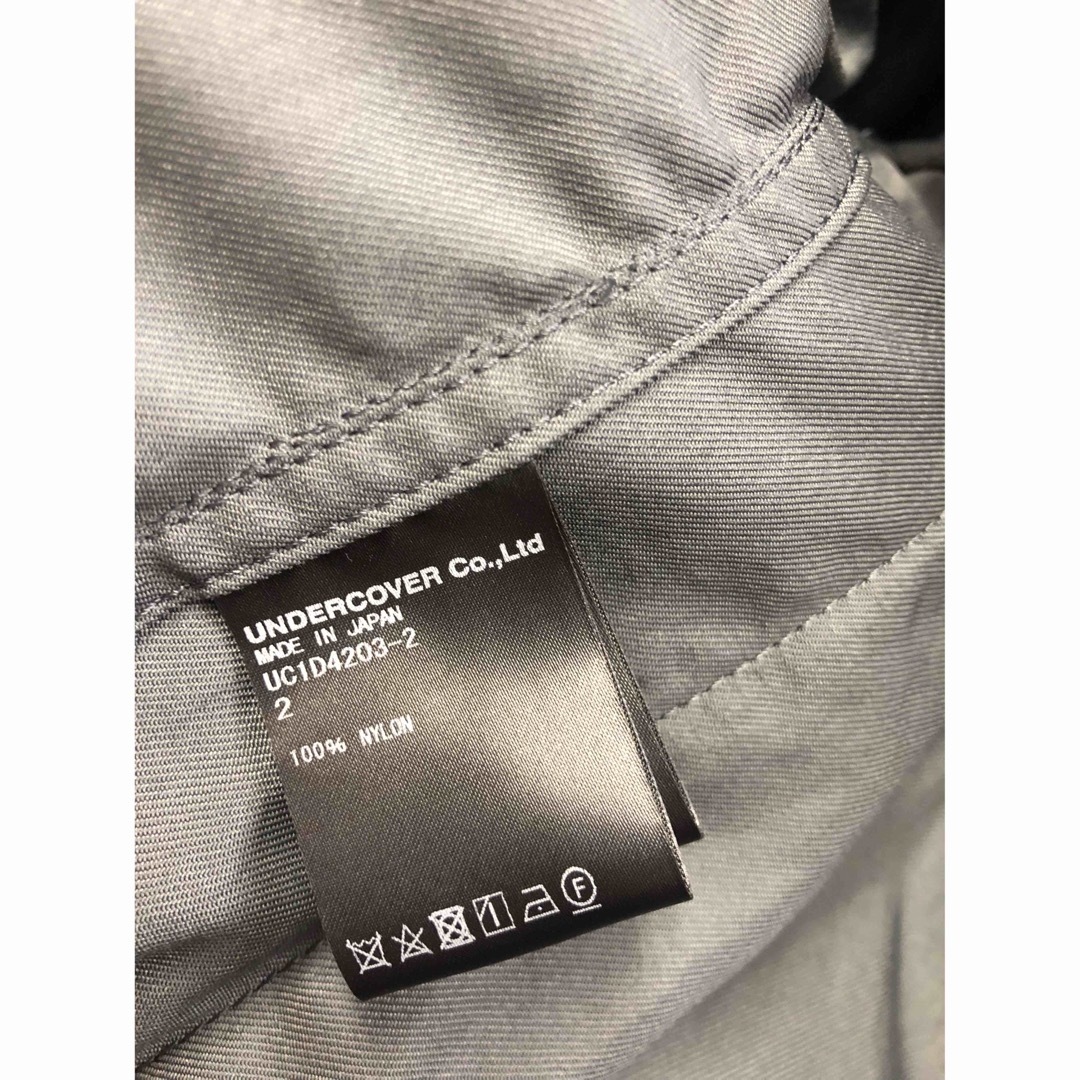 UNDERCOVER Co.,Ltd
MADE IN JAPAN
UC1D4203-2
2
100% NYLON
F